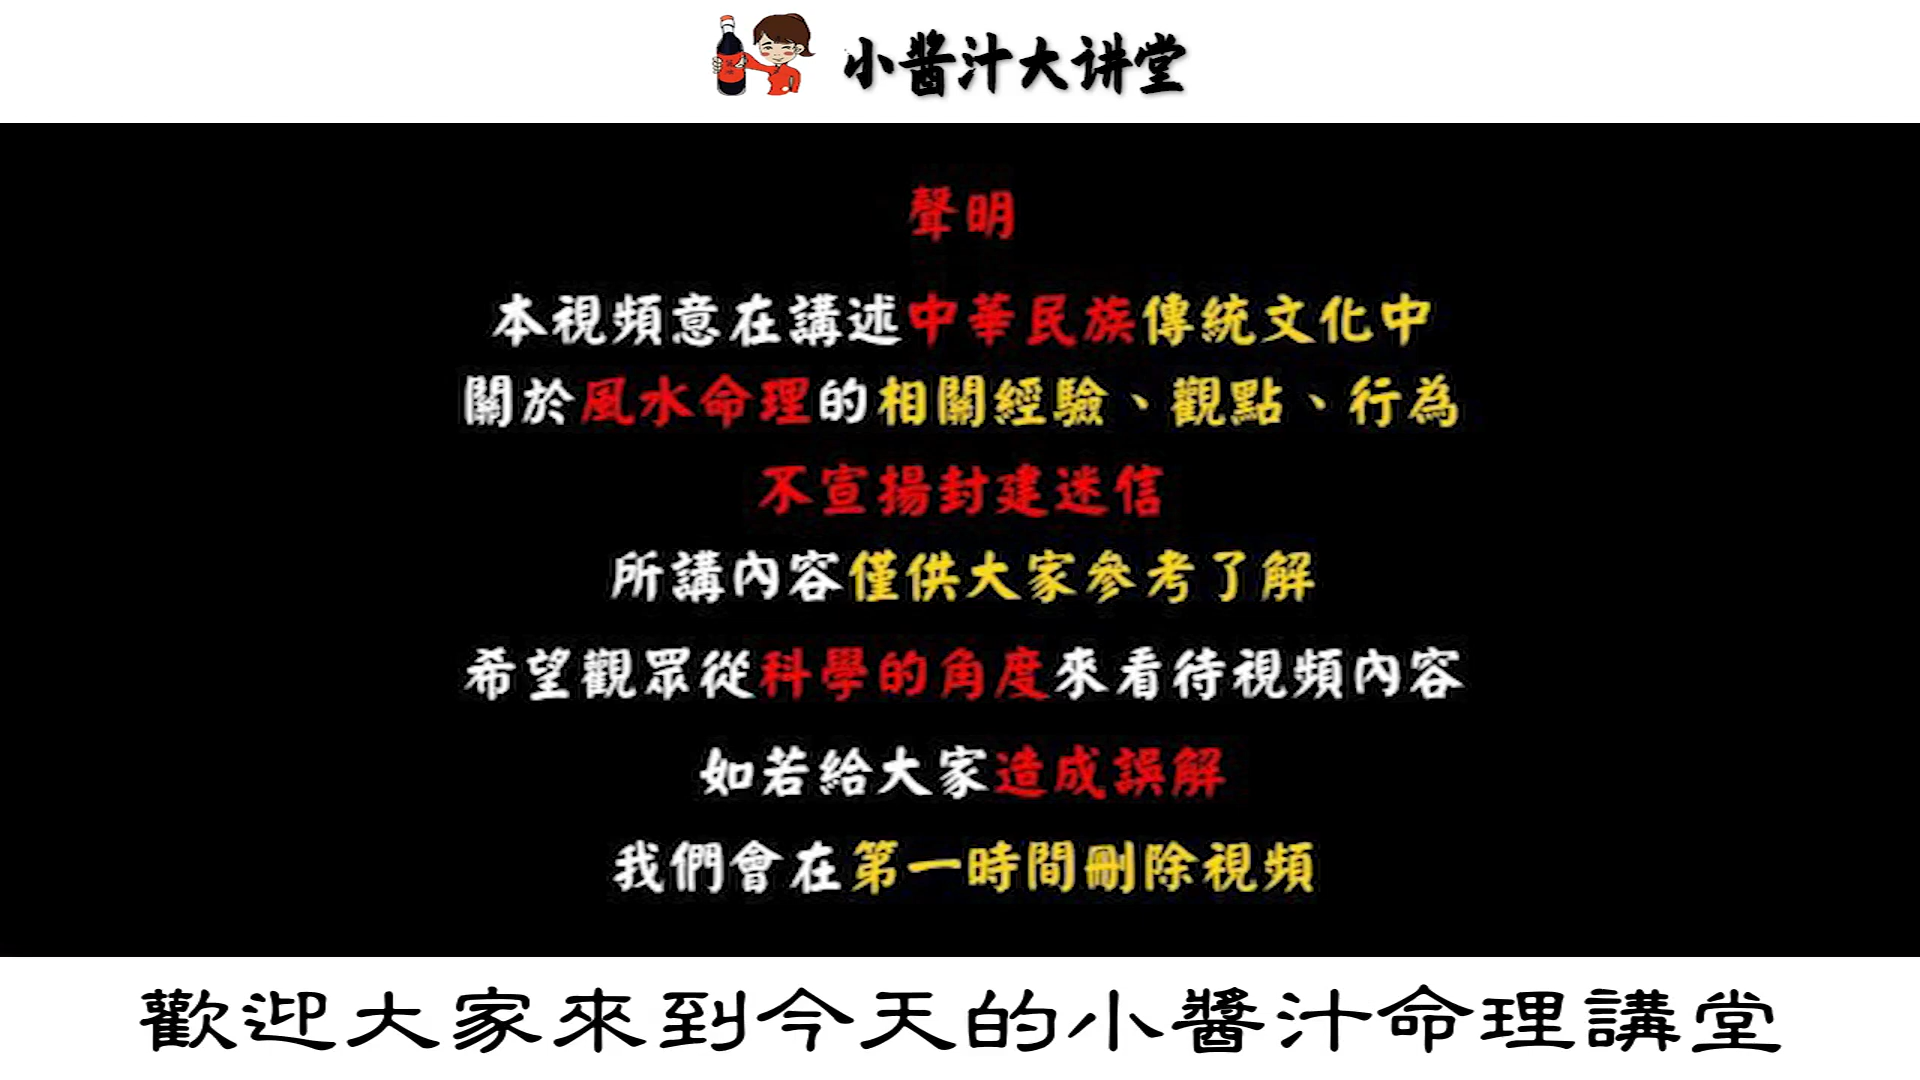 小酱汁大讲堂
聲明
本視頻意在講述中華民族傳統文化中
關於風水命理的相關經驗、觀點、行為
不宣揚封建迷信
所講內容僅供大家參考了解
希望觀眾從科學的角度來看待視頻內容
如若給大家造成誤解
我們會在第一時間刪除視頻
歡迎大家來到今天的小醬汁命理講堂